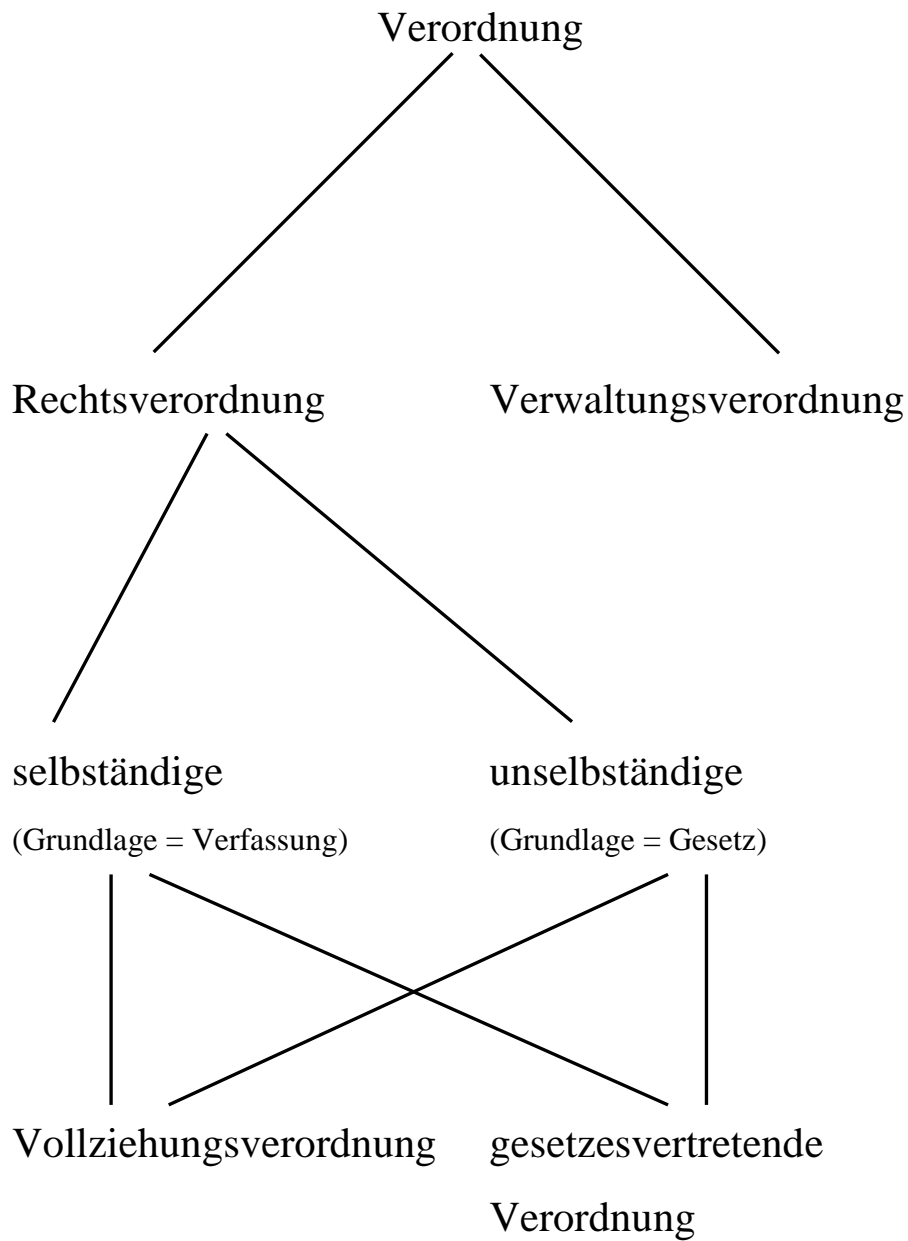 Verordnung
Rechtsverordnung
Verwaltungsverordnung
selbständige
(Grundlage = Verfassung)
unselbständige
(Grundlage = Gesetz)
Vollziehungsverordnung
gesetzesvertretende
Verordnung